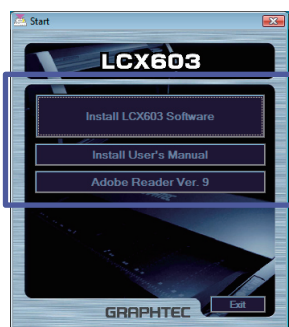 Start
LCX603
Install LCX603 Software
Install User's Manual
Adobe Reader Ver. 9
GRAPHTEC
Exit